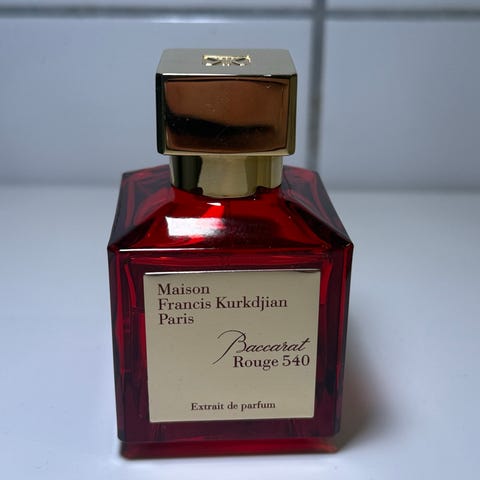 Maison
Francis Kurkdjian
Paris
Baccarat
Rouge 540
Extrait de parfum